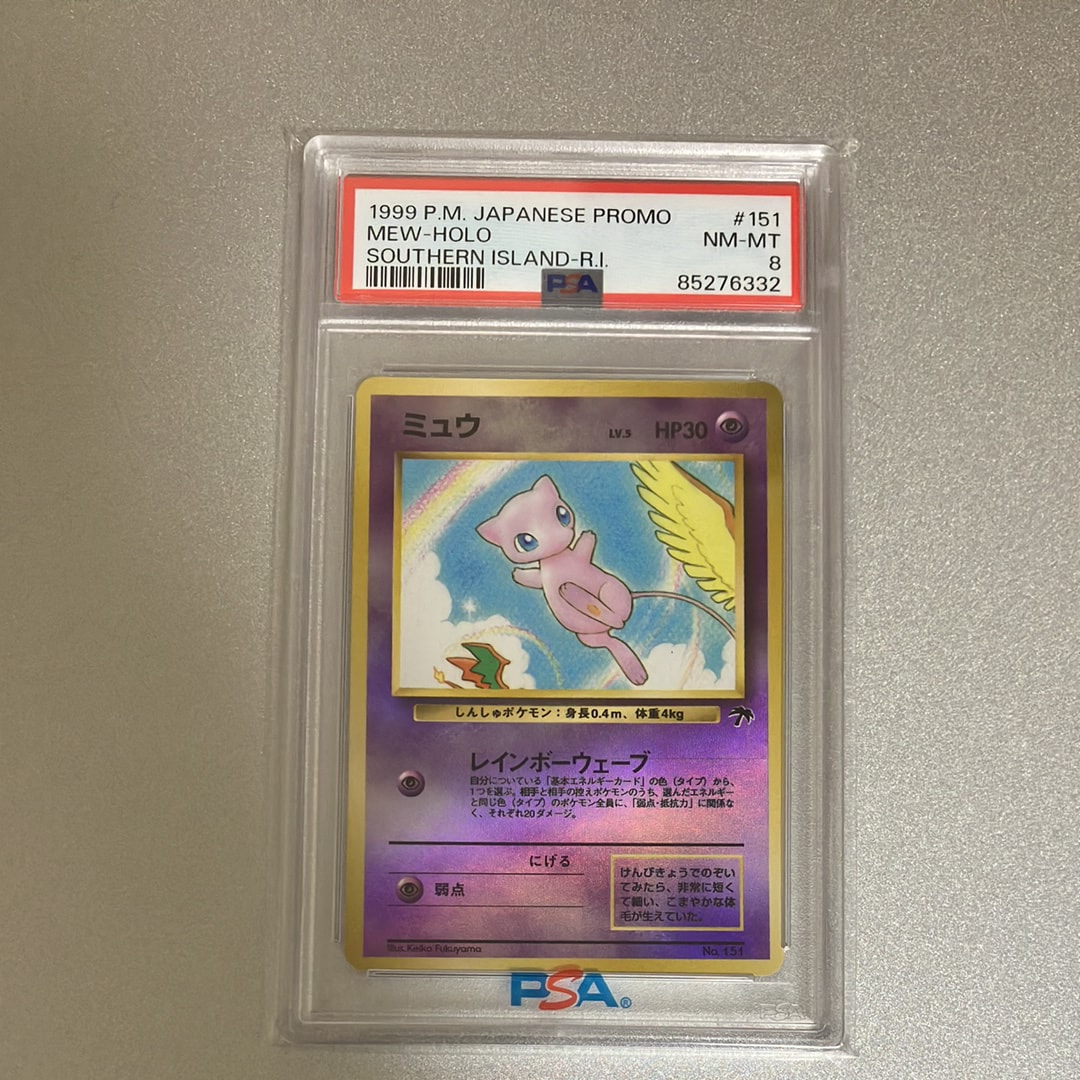 1999 P.M. JAPANESE PROMO #151
MEW-HOLO NM-MT
SOUTHERN ISLAND-R.I. 8
PSA 85276332
ミュウ LV.5 HP30
しんしゅポケモン：身長0.4m、体重4kg
レインボーウェーブ
自分についている「基本エネルギーカード」の色（タイプ）から、
1つを選ぶ。相手と相手の控えポケモンのうち、選んだエネルギー
と同じ色（タイプ）のポケモン全員に、「弱点・抵抗力」に関係な
く、それぞれ20ダメージ。
にげる
弱点
けんびきょうでのぞい
てみたら、非常に短く
て細い、こまやかな体
毛が生えていた。
Illus. Keiko Fukuyama No.151
PSA®